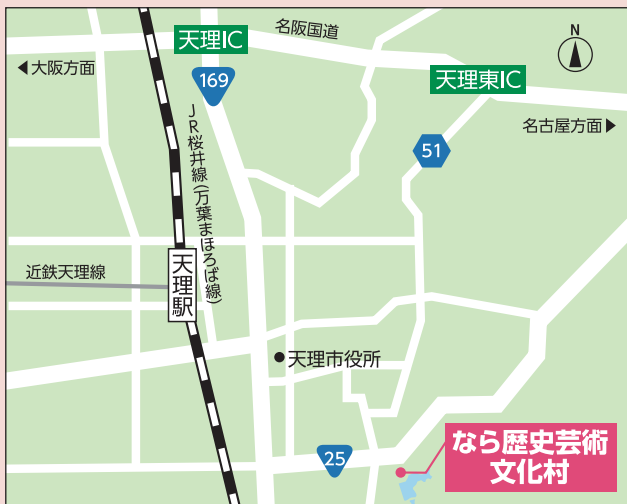 名阪国道
N
天理IC
大阪方面
169
天理東IC
名古屋方面
51
JR桜井線(万葉まほろば線)
近鉄天理線
天理駅
天理市役所
25
なら歴史芸術
文化村